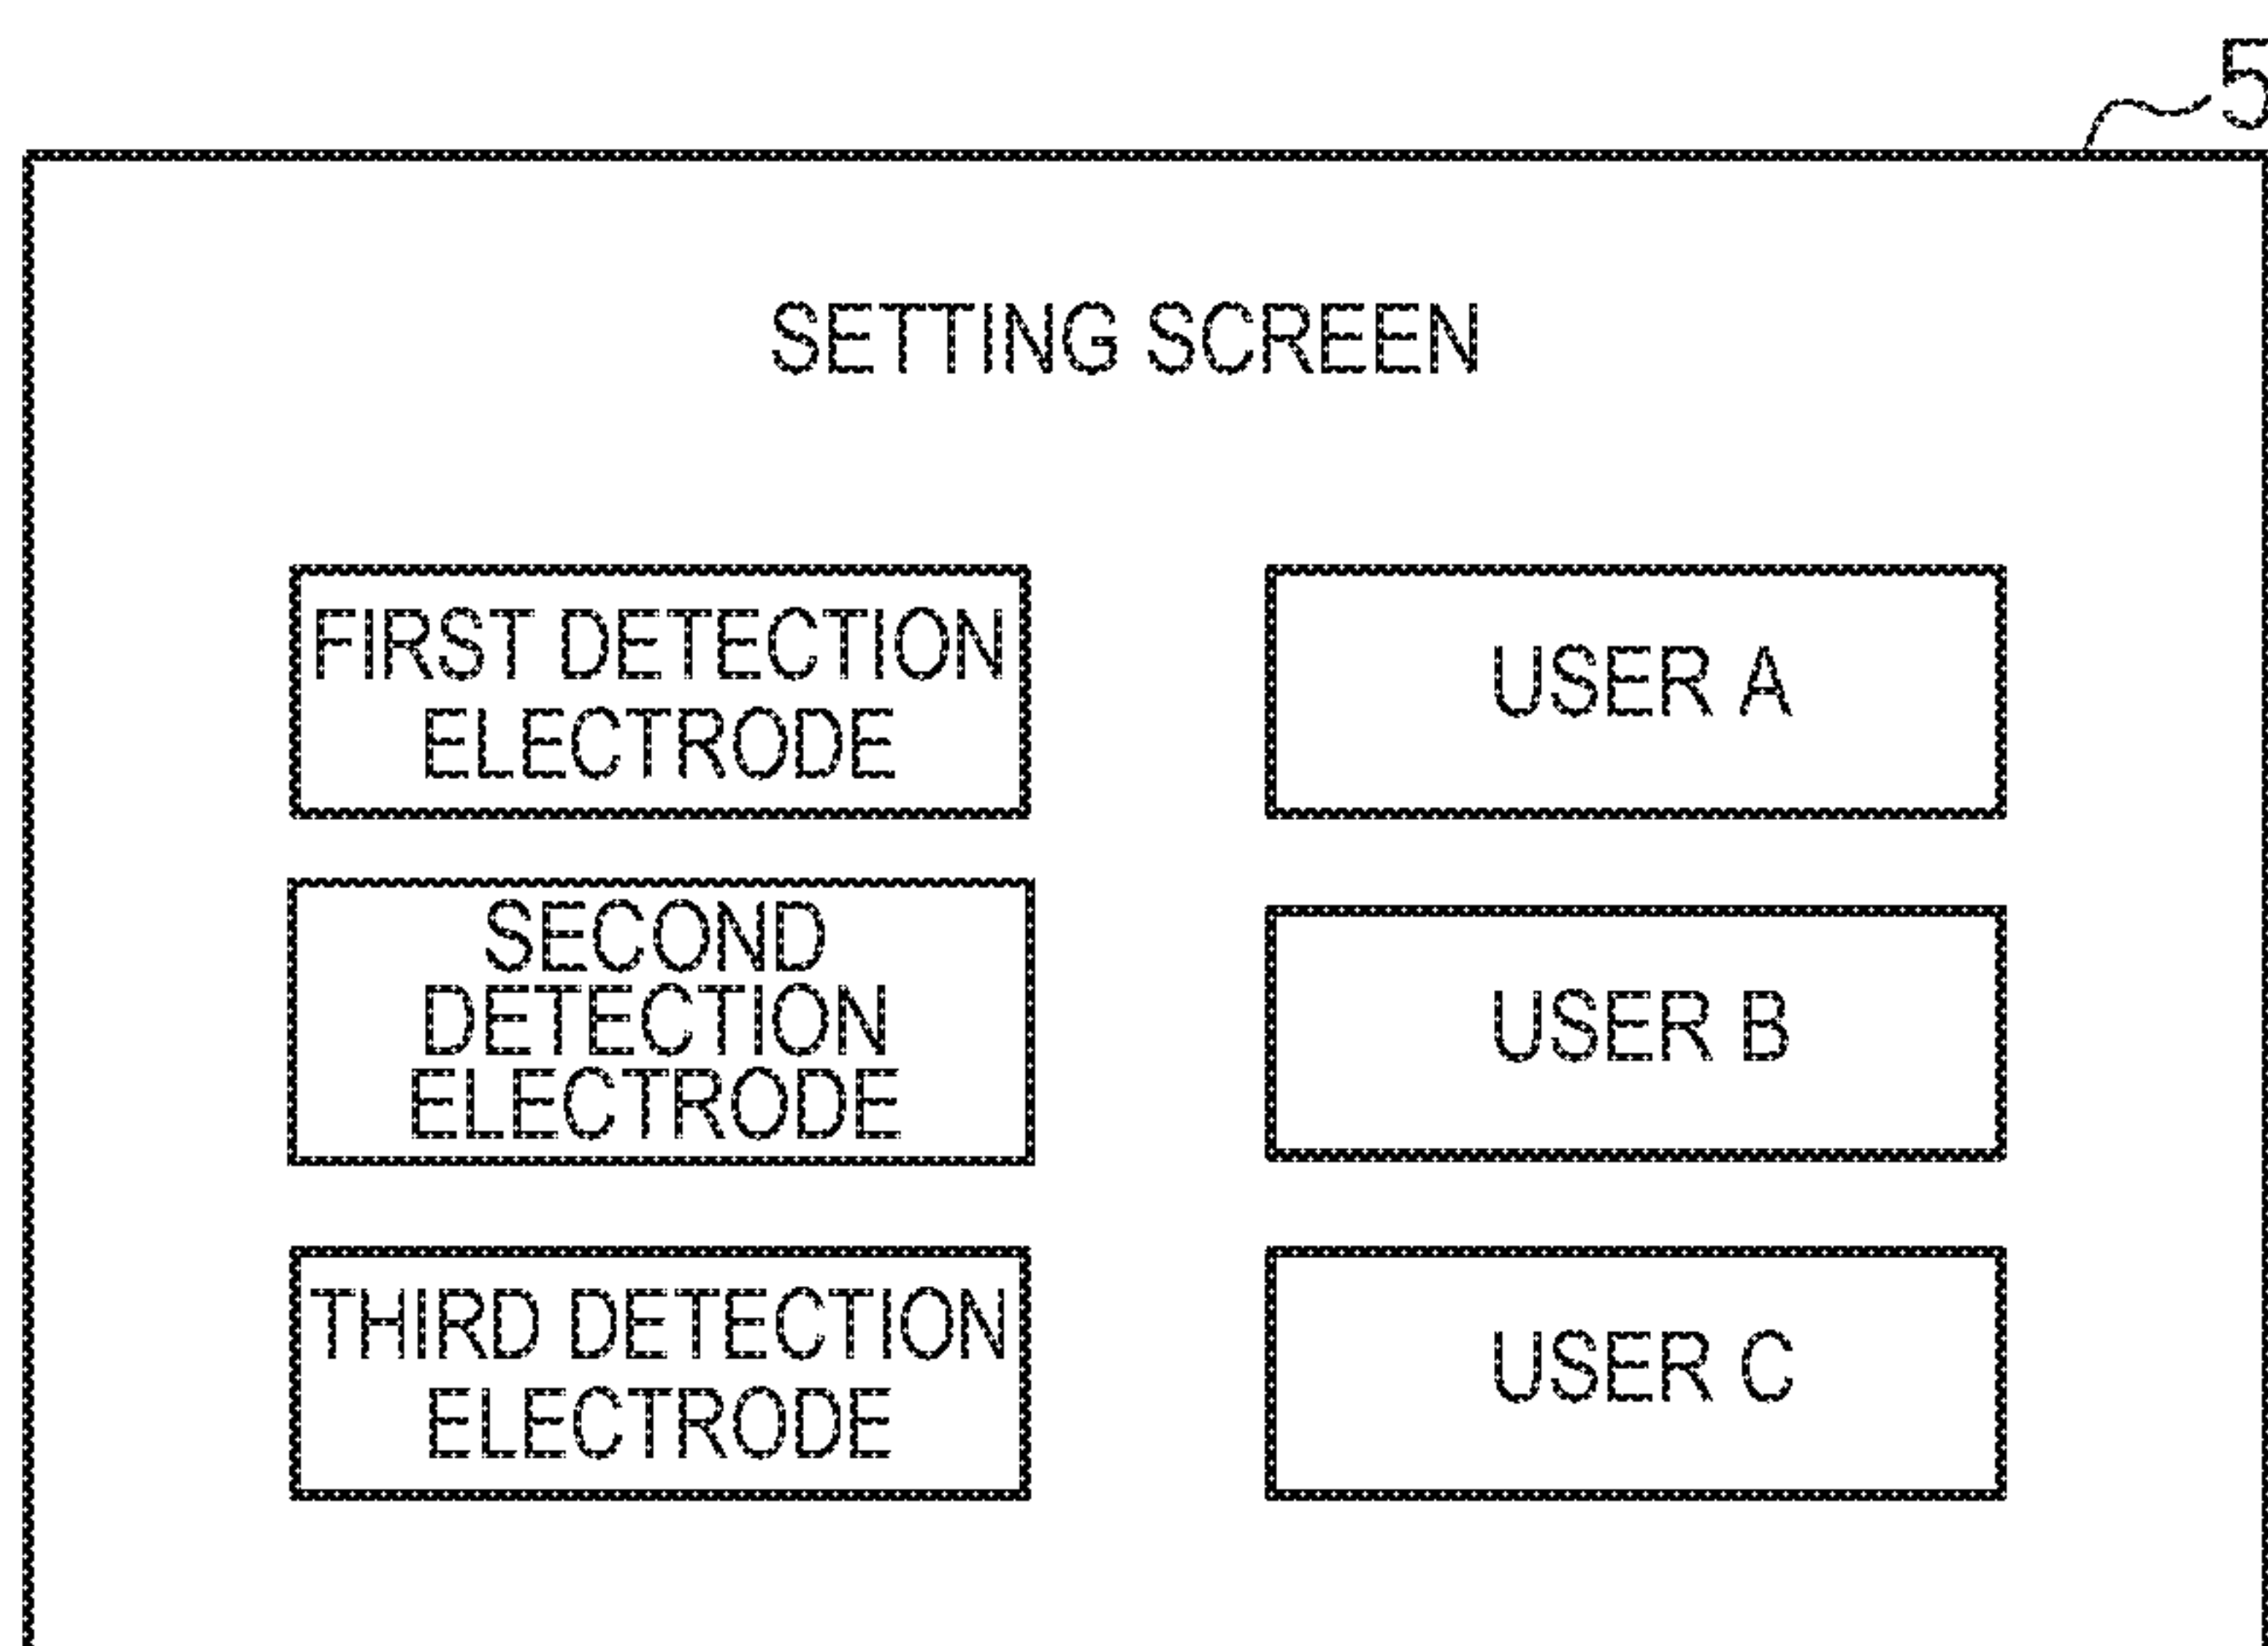 5
SETTING SCREEN
FIRST DETECTION
ELECTRODE
USER A
SECOND
DETECTION
ELECTRODE
USER B
THIRD DETECTION
ELECTRODE
USER C